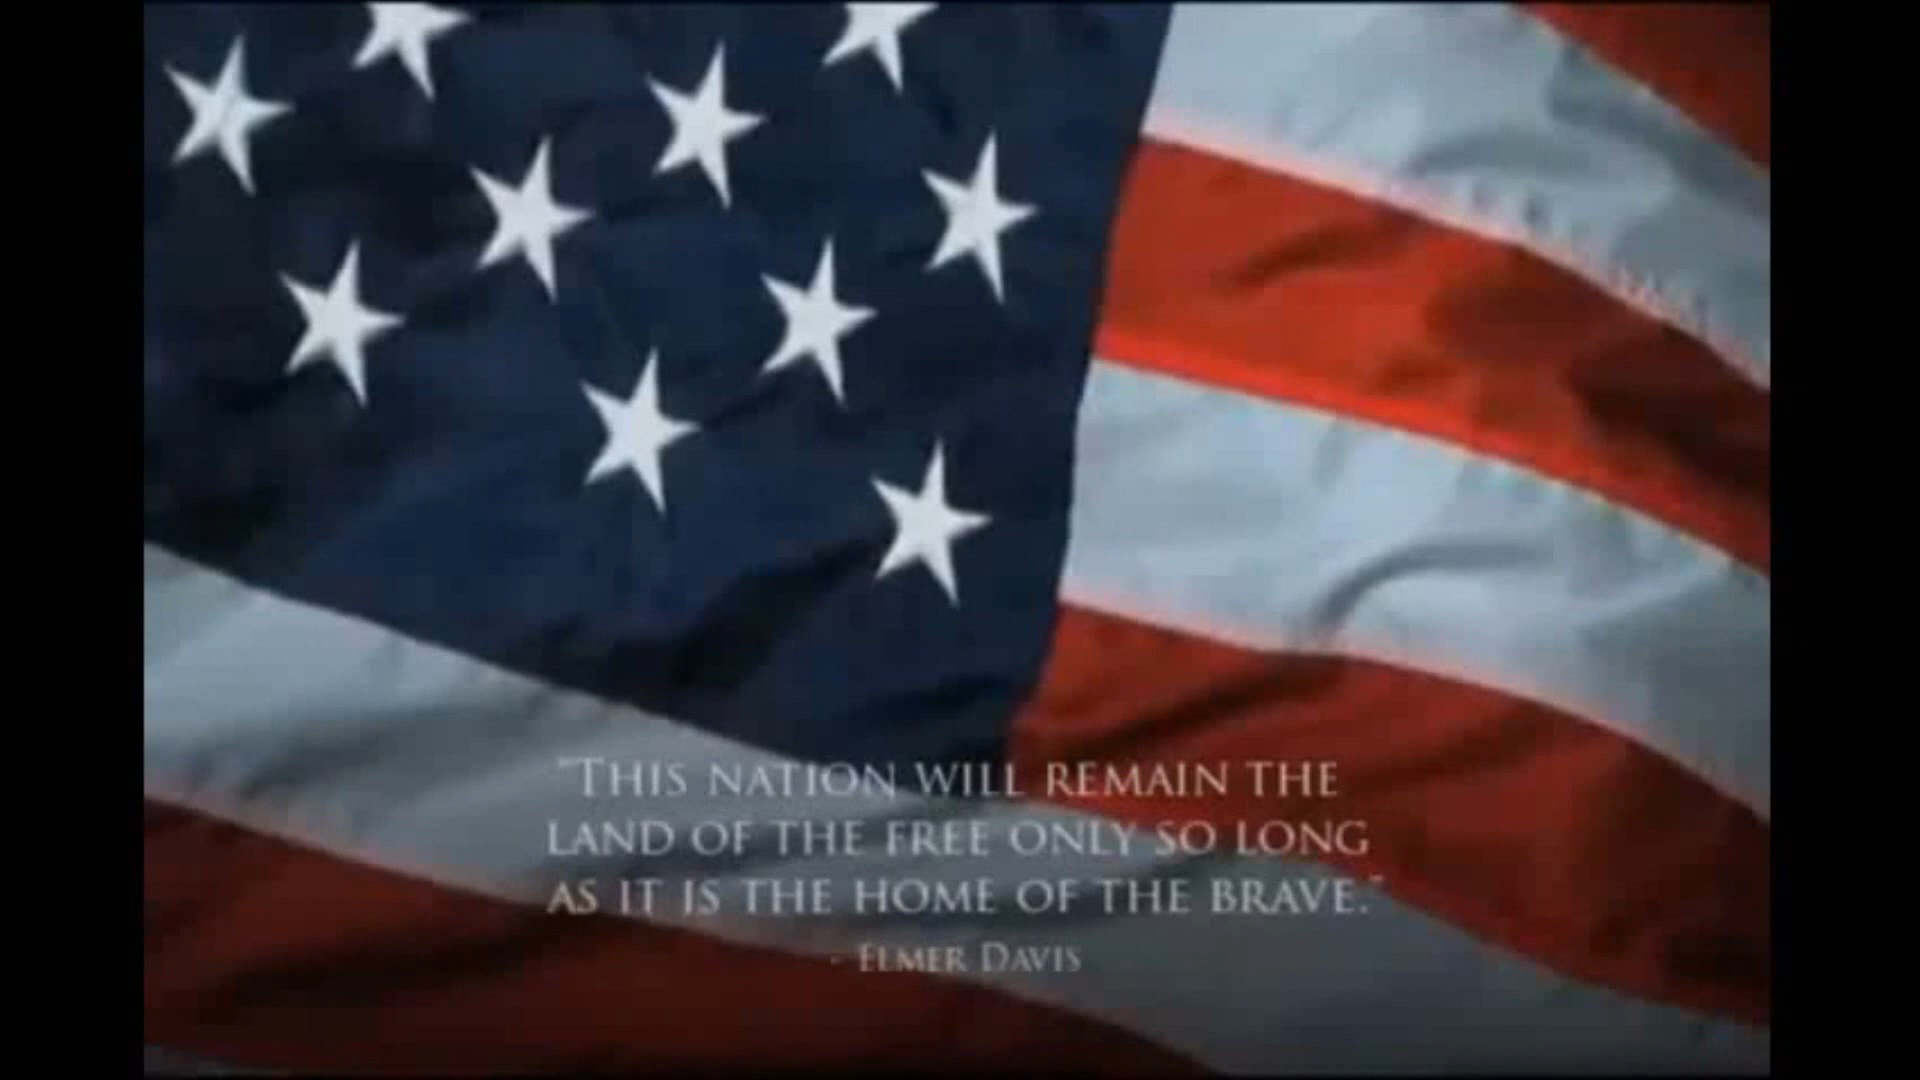 "THIS NATION WILL REMAIN THE
LAND OF THE FREE ONLY SO LONG
AS IT IS THE HOME OF THE BRAVE."
- ELMER DAVIS